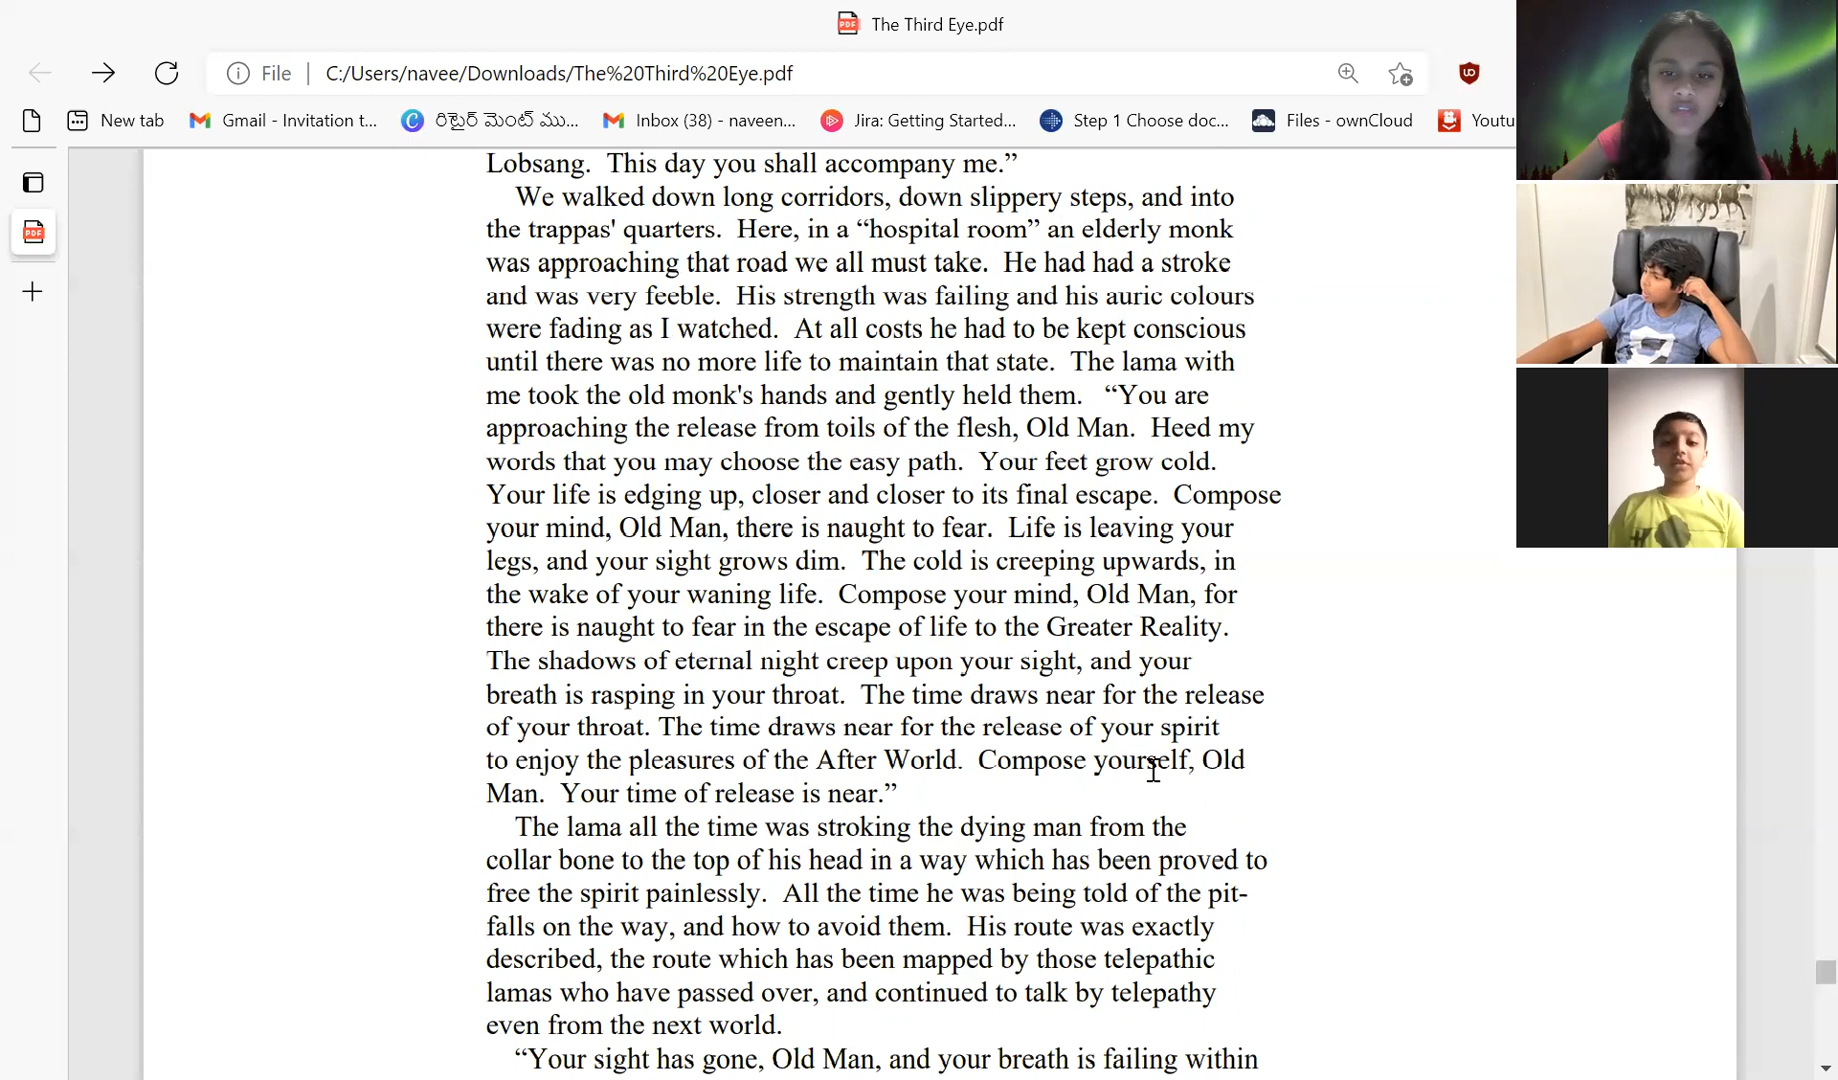 The Third Eye.pdf
File | C:/Users/navee/Downloads/The%20Third%20Eye.pdf
New tab
Gmail - Invitation t...
రిటైర్ మెంట్ ము...
Inbox (38) - naveen...
Jira: Getting Started...
Step 1 Choose doc...
Files - ownCloud
Youtu
Lobsang. This day you shall accompany me.”
We walked down long corridors, down slippery steps, and into
the trappas' quarters. Here, in a “hospital room” an elderly monk
was approaching that road we all must take. He had had a stroke
and was very feeble. His strength was failing and his auric colours
were fading as I watched. At all costs he had to be kept conscious
until there was no more life to maintain that state. The lama with
me took the old monk's hands and gently held them. “You are
approaching the release from toils of the flesh, Old Man. Heed my
words that you may choose the easy path. Your feet grow cold.
Your life is edging up, closer and closer to its final escape. Compose
your mind, Old Man, there is naught to fear. Life is leaving your
legs, and your sight grows dim. The cold is creeping upwards, in
the wake of your waning life. Compose your mind, Old Man, for
there is naught to fear in the escape of life to the Greater Reality.
The shadows of eternal night creep upon your sight, and your
breath is rasping in your throat. The time draws near for the release
of your throat. The time draws near for the release of your spirit
to enjoy the pleasures of the After World. Compose yourself, Old
Man. Your time of release is near.”
The lama all the time was stroking the dying man from the
collar bone to the top of his head in a way which has been proved to
free the spirit painlessly. All the time he was being told of the pit-
falls on the way, and how to avoid them. His route was exactly
described, the route which has been mapped by those telepathic
lamas who have passed over, and continued to talk by telepathy
even from the next world.
“Your sight has gone, Old Man, and your breath is failing within